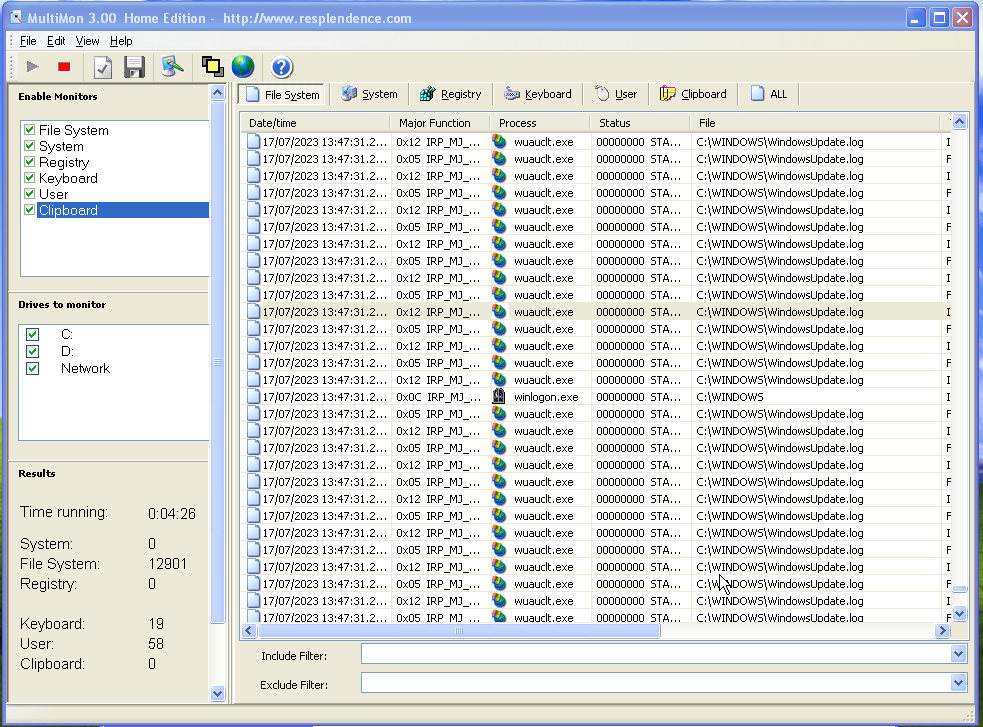 MultiMon 3.00 Home Edition - http://www.resplendence.com
File Edit View Help
Enable Monitors
File System
System
Registry
Keyboard
User
Clipboard
Drives to monitor
C:
D:
Network
Results
Time running: 0:04:26
System: 0
File System: 12901
Registry: 0
Keyboard: 19
User: 58
Clipboard: 0
File System System Registry Keyboard User Clipboard ALL
Date/time Major Function Process Status File
17/07/2023 13:47:31.2... 0x12 IRP_MJ_... wuauclt.exe 00000000 STA... C:\WINDOWS\WindowsUpdate.log
17/07/2023 13:47:31.2... 0x05 IRP_MJ_... wuauclt.exe 00000000 STA... C:\WINDOWS\WindowsUpdate.log
17/07/2023 13:47:31.2... 0x12 IRP_MJ_... wuauclt.exe 00000000 STA... C:\WINDOWS\WindowsUpdate.log
17/07/2023 13:47:31.2... 0x05 IRP_MJ_... wuauclt.exe 00000000 STA... C:\WINDOWS\WindowsUpdate.log
17/07/2023 13:47:31.2... 0x12 IRP_MJ_... wuauclt.exe 00000000 STA... C:\WINDOWS\WindowsUpdate.log
17/07/2023 13:47:31.2... 0x05 IRP_MJ_... wuauclt.exe 00000000 STA... C:\WINDOWS\WindowsUpdate.log
17/07/2023 13:47:31.2... 0x12 IRP_MJ_... wuauclt.exe 00000000 STA... C:\WINDOWS\WindowsUpdate.log
17/07/2023 13:47:31.2... 0x05 IRP_MJ_... wuauclt.exe 00000000 STA... C:\WINDOWS\WindowsUpdate.log
17/07/2023 13:47:31.2... 0x12 IRP_MJ_... wuauclt.exe 00000000 STA... C:\WINDOWS\WindowsUpdate.log
17/07/2023 13:47:31.2... 0x05 IRP_MJ_... wuauclt.exe 00000000 STA... C:\WINDOWS\WindowsUpdate.log
17/07/2023 13:47:31.2... 0x12 IRP_MJ_... wuauclt.exe 00000000 STA... C:\WINDOWS\WindowsUpdate.log
17/07/2023 13:47:31.2... 0x05 IRP_MJ_... wuauclt.exe 00000000 STA... C:\WINDOWS\WindowsUpdate.log
17/07/2023 13:47:31.2... 0x12 IRP_MJ_... wuauclt.exe 00000000 STA... C:\WINDOWS\WindowsUpdate.log
17/07/2023 13:47:31.2... 0x05 IRP_MJ_... wuauclt.exe 00000000 STA... C:\WINDOWS\WindowsUpdate.log
17/07/2023 13:47:31.2... 0x12 IRP_MJ_... wuauclt.exe 00000000 STA... C:\WINDOWS\WindowsUpdate.log
17/07/2023 13:47:31.2... 0x0C IRP_MJ_... winlogon.exe 00000000 STA... C:\WINDOWS
17/07/2023 13:47:31.2... 0x05 IRP_MJ_... wuauclt.exe 00000000 STA... C:\WINDOWS\WindowsUpdate.log
17/07/2023 13:47:31.2... 0x12 IRP_MJ_... wuauclt.exe 00000000 STA... C:\WINDOWS\WindowsUpdate.log
17/07/2023 13:47:31.2... 0x05 IRP_MJ_... wuauclt.exe 00000000 STA... C:\WINDOWS\WindowsUpdate.log
17/07/2023 13:47:31.2... 0x12 IRP_MJ_... wuauclt.exe 00000000 STA... C:\WINDOWS\WindowsUpdate.log
17/07/2023 13:47:31.2... 0x05 IRP_MJ_... wuauclt.exe 00000000 STA... C:\WINDOWS\WindowsUpdate.log
17/07/2023 13:47:31.2... 0x12 IRP_MJ_... wuauclt.exe 00000000 STA... C:\WINDOWS\WindowsUpdate.log
17/07/2023 13:47:31.2... 0x05 IRP_MJ_... wuauclt.exe 00000000 STA... C:\WINDOWS\WindowsUpdate.log
17/07/2023 13:47:31.2... 0x12 IRP_MJ_... wuauclt.exe 00000000 STA... C:\WINDOWS\WindowsUpdate.log
17/07/2023 13:47:31.2... 0x05 IRP_MJ_... wuauclt.exe 00000000 STA... C:\WINDOWS\WindowsUpdate.log
17/07/2023 13:47:31.2... 0x12 IRP_MJ_... wuauclt.exe 00000000 STA... C:\WINDOWS\WindowsUpdate.log
17/07/2023 13:47:31.2... 0x05 IRP_MJ_... wuauclt.exe 00000000 STA... C:\WINDOWS\WindowsUpdate.log
17/07/2023 13:47:31.2... 0x12 IRP_MJ_... wuauclt.exe 00000000 STA... C:\WINDOWS\WindowsUpdate.log
17/07/2023 13:47:31.2... 0x05 IRP_MJ_... wuauclt.exe 00000000 STA... C:\WINDOWS\WindowsUpdate.log
Include Filter:
Exclude Filter: